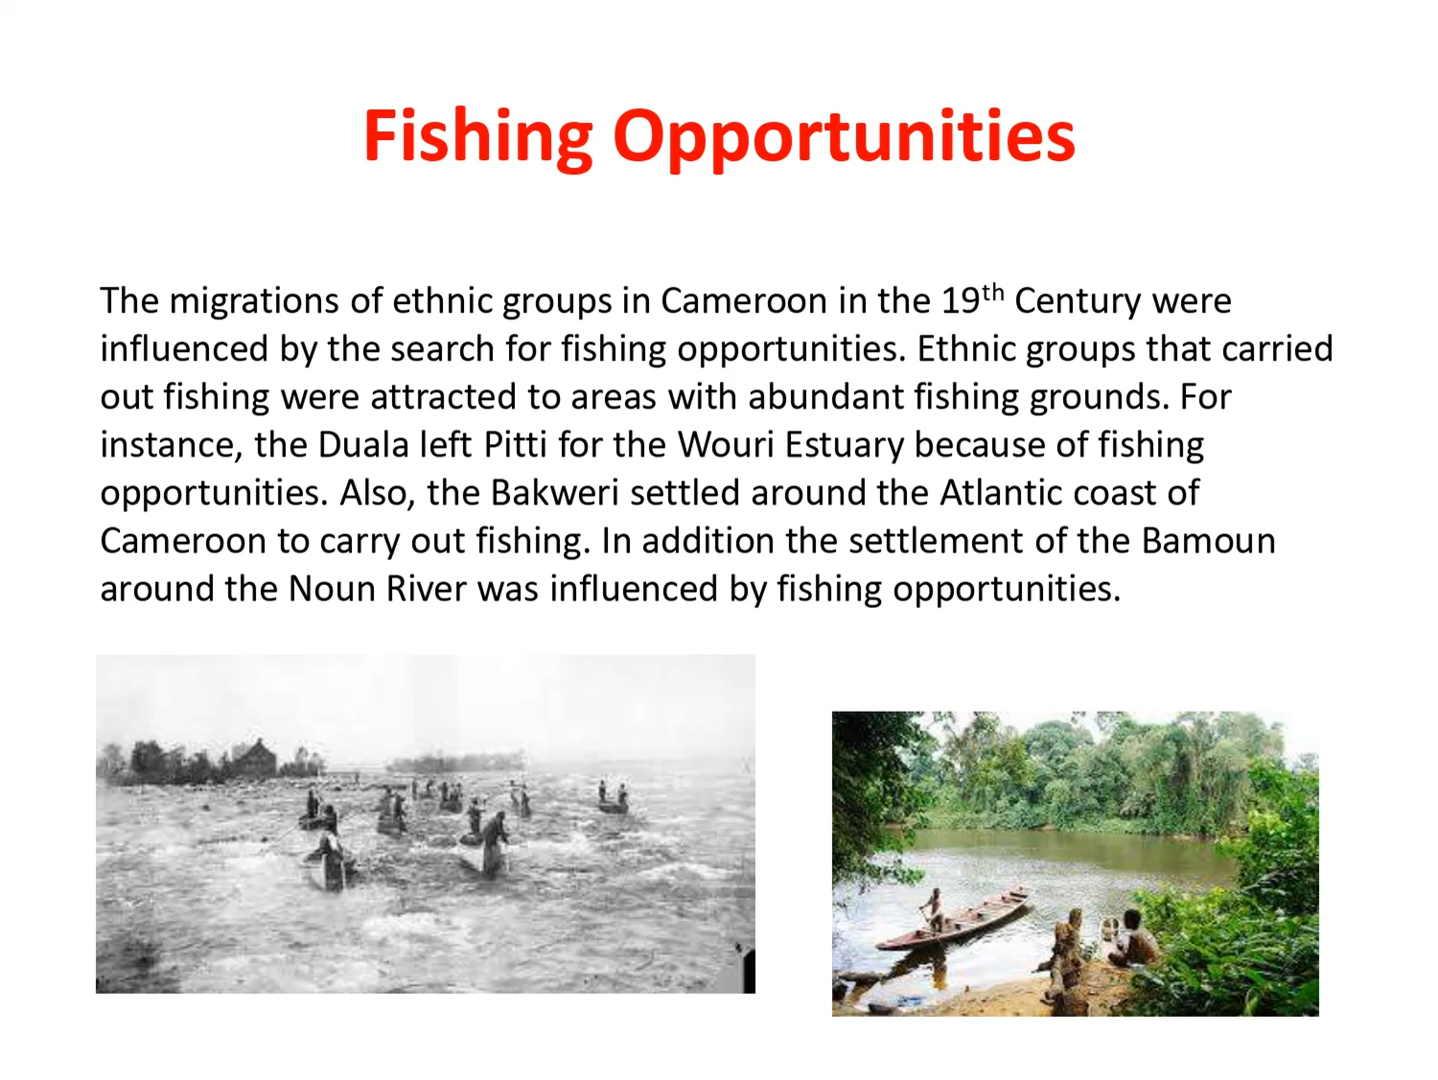 Fishing Opportunities
The migrations of ethnic groups in Cameroon in the 19th Century were
influenced by the search for fishing opportunities. Ethnic groups that carried
out fishing were attracted to areas with abundant fishing grounds. For
instance, the Duala left Pitti for the Wouri Estuary because of fishing
opportunities. Also, the Bakweri settled around the Atlantic coast of
Cameroon to carry out fishing. In addition the settlement of the Bamoun
around the Noun River was influenced by fishing opportunities.